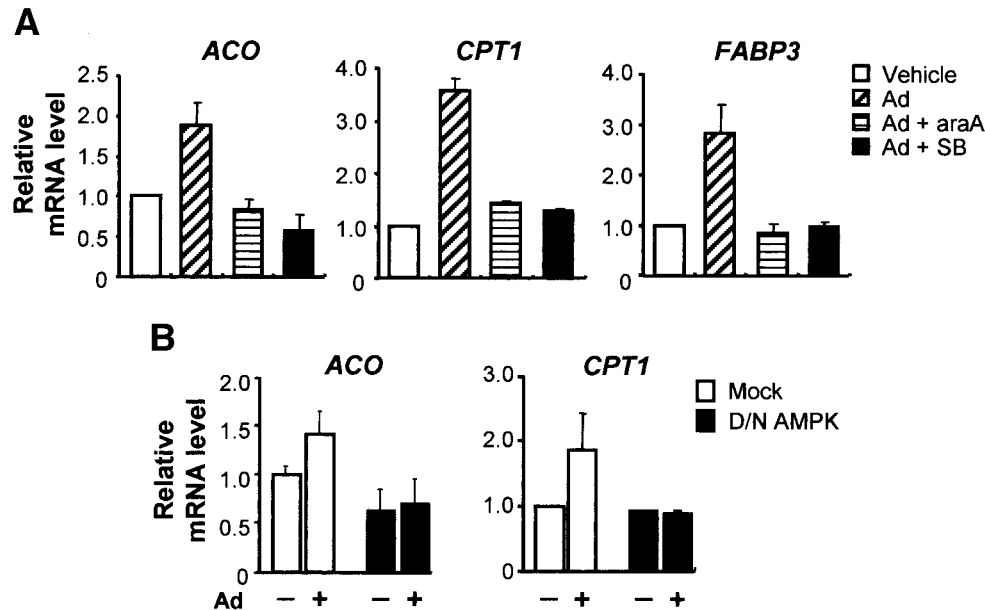 A
ACO
CPT1
FABP3
Relative
mRNA level
2.5
2.0
1.5
1.0
0.5
0
4.0
3.0
2.0
1.0
0
4.0
3.0
2.0
1.0
0
Vehicle
Ad
Ad + araA
Ad + SB
B
ACO
CPT1
Relative
mRNA level
2.0
1.5
1.0
0.5
0
3.0
2.0
1.0
0
Mock
D/N AMPK
Ad − + − + − + − +